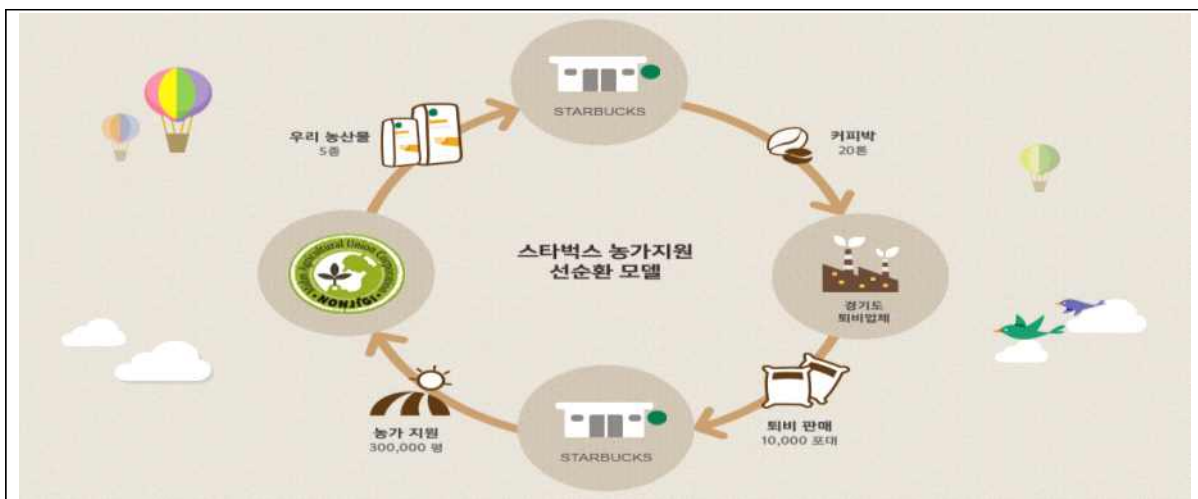 STARBUCKS
우리 농산물
5종
커피박
20톤
스타벅스 농가지원
선순환 모델
NONJIGI
경기도
퇴비업체
농가 지원
300,000 평
퇴비 판매
10,000 포대
STARBUCKS